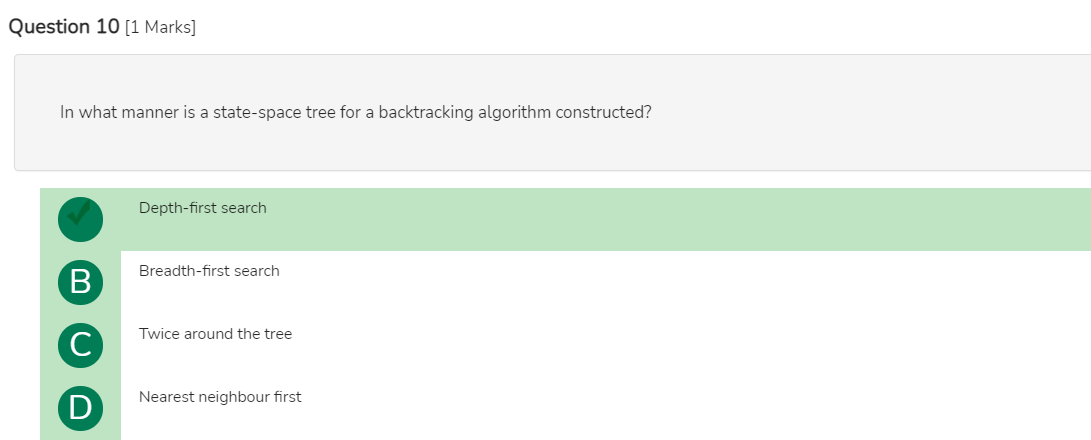 Question 10 [1 Marks]
In what manner is a state-space tree for a backtracking algorithm constructed?
Depth-first search
B Breadth-first search
C Twice around the tree
D Nearest neighbour first